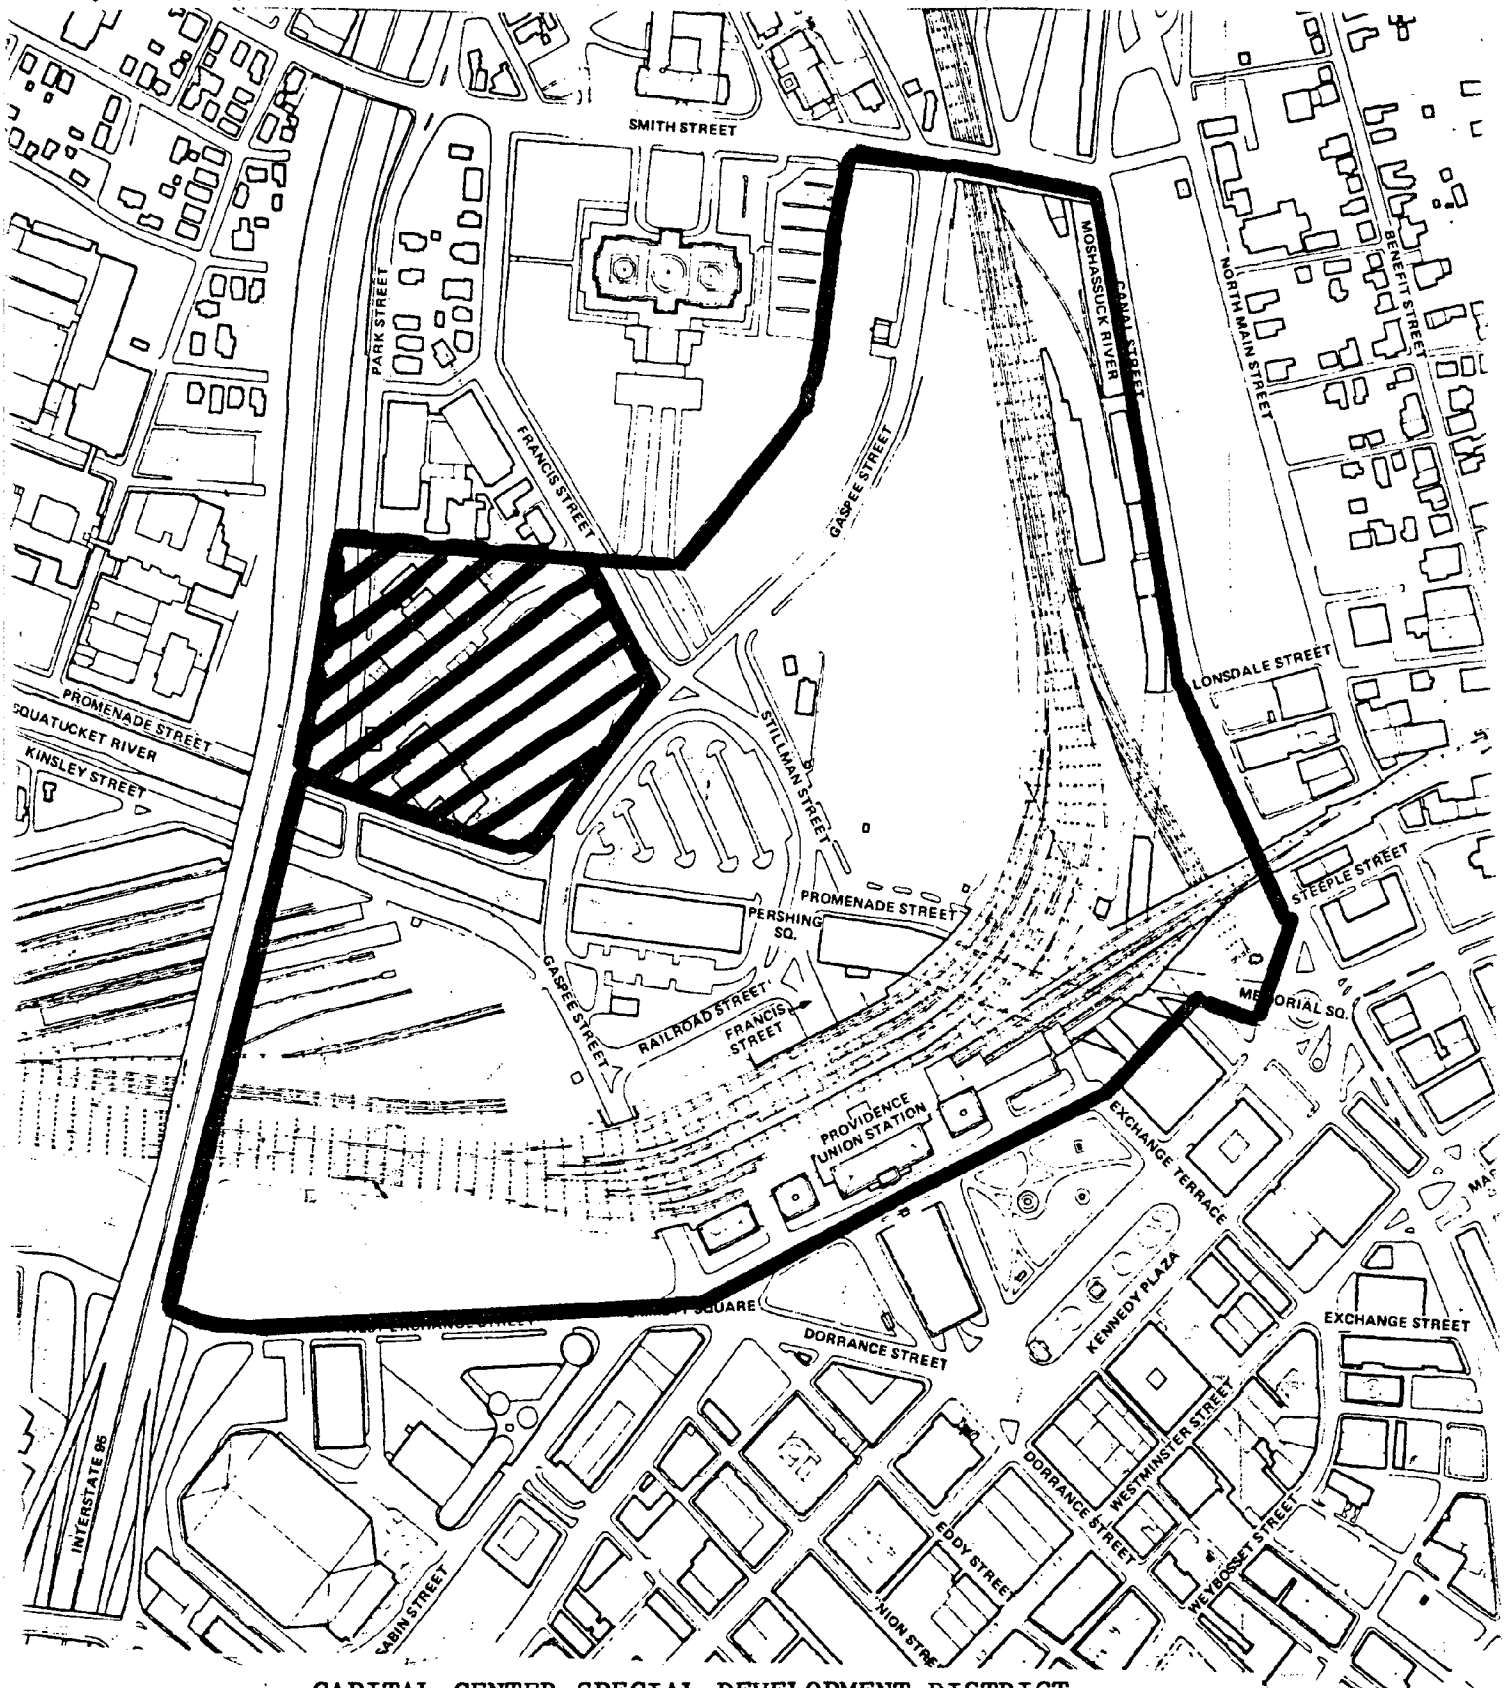 SMITH STREET
MOSHASSUCK RIVER
CANAL STREET
NORTH MAIN STREET
BENEFIT STREET
PARK STREET
FRANCIS STREET
GASPEE STREET
LONSDALE STREET
PROMENADE STREET
SQUATUCKET RIVER
KINSLEY STREET
STILLMAN STREET
STEEPLE STREET
PROMENADE STREET
PERSHING
SQ.
GASPEE STREET
MEMORIAL SQ.
RAILROAD STREET
FRANCIS
STREET
PROVIDENCE
UNION STATION
EXCHANGE TERRACE
KENNEDY PLAZA
SQUARE
EXCHANGE STREET
DORRANCE STREET
INTERSTATE 95
WESTMINSTER STREET
DORRANCE STREET
WEYBOSSET STREET
EDDY STREET
SABIN STREET
NION STRE
CAPITAL CENTER SPECIAL DEVELOPMENT DISTRICT